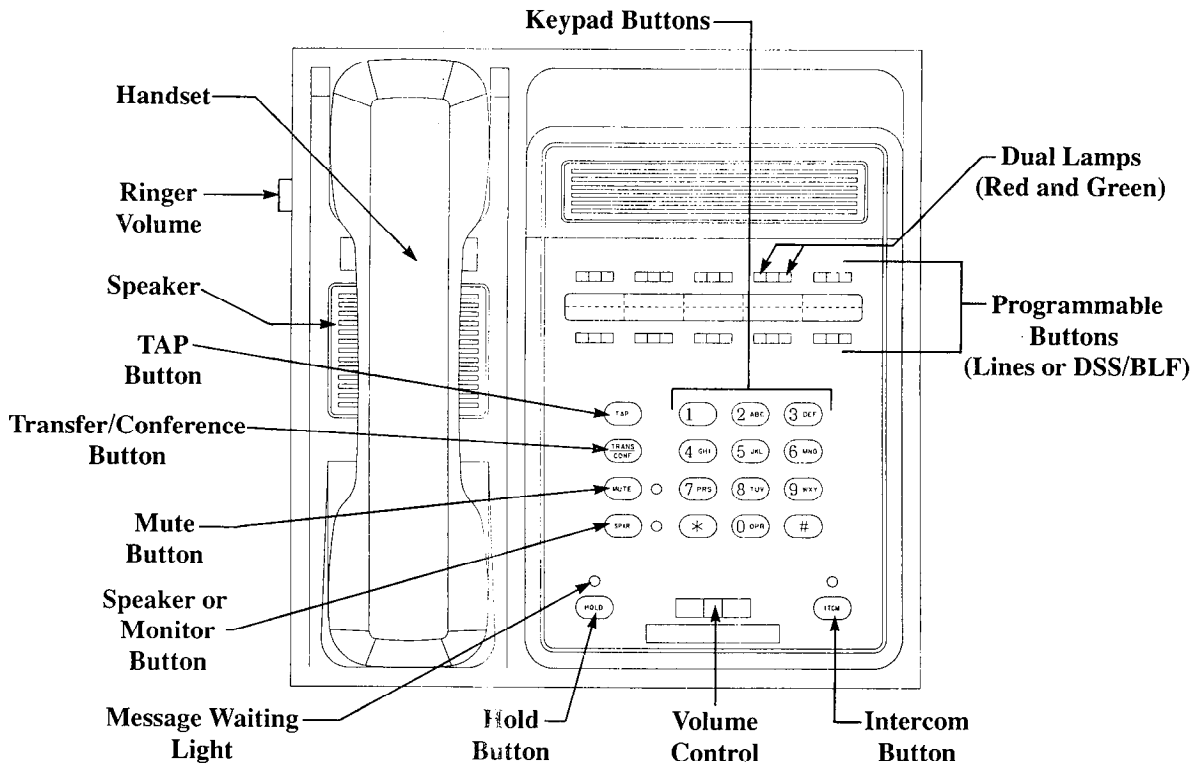 Keypad Buttons
Handset
Ringer
Volume
Dual Lamps
(Red and Green)
Speaker
Programmable
Buttons
(Lines or DSS/BLF)
TAP
Button
Transfer/Conference
Button
Mute
Button
Speaker or
Monitor
Button
TAP
1
2 ABC
3 DEF
TRANS
CONF
4 GHI
5 JKL
6 MNO
MUTE
7 PRS
8 TUV
9 WXY
SPKR
*
0 OPR
#
HOLD
ITCM
Message Waiting
Light
Hold
Button
Volume
Control
Intercom
Button